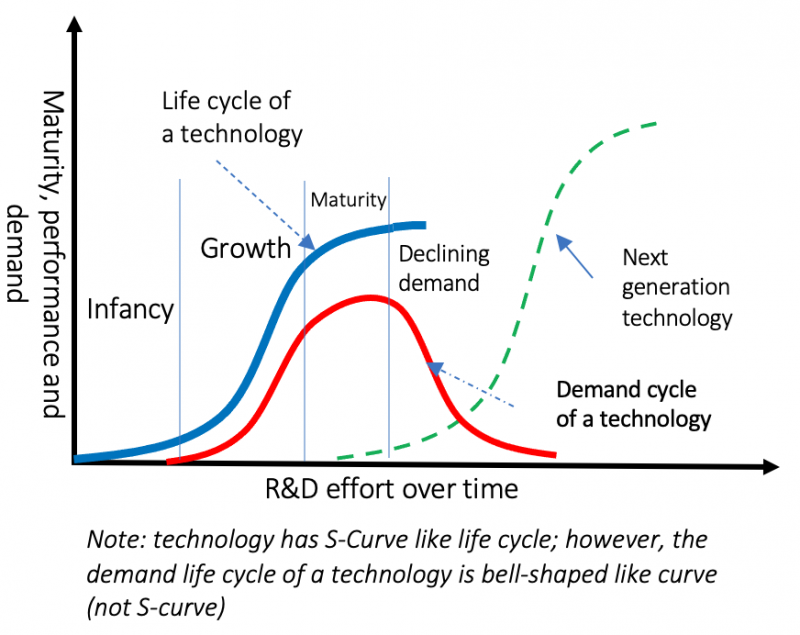 Maturity, performance and
demand
Life cycle of
a technology
Infancy
Growth
Maturity
Declining
demand
Next
generation
technology
Demand cycle
of a technology
R&D effort over time
Note: technology has S-Curve like life cycle; however, the
demand life cycle of a technology is bell-shaped like curve
(not S-curve)